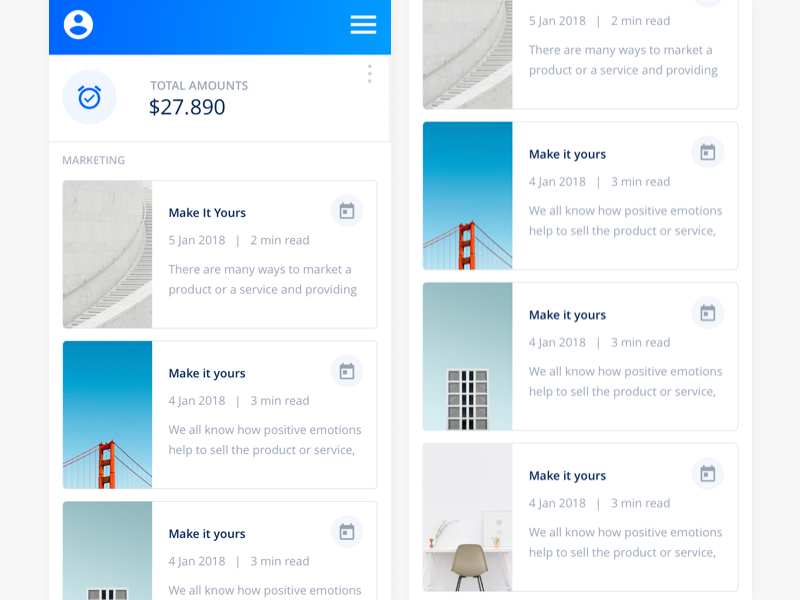 TOTAL AMOUNTS
$27.890
MARKETING
Make It Yours
5 Jan 2018 | 2 min read
There are many ways to market a
product or a service and providing
Make it yours
4 Jan 2018 | 3 min read
We all know how positive emotions
help to sell the product or service,
Make it yours
4 Jan 2018 | 3 min read
We all know how positive emotions
5 Jan 2018 | 2 min read
There are many ways to market a
product or a service and providing
Make it yours
4 Jan 2018 | 3 min read
We all know how positive emotions
help to sell the product or service,
Make it yours
4 Jan 2018 | 3 min read
We all know how positive emotions
help to sell the product or service,
Make it yours
4 Jan 2018 | 3 min read
We all know how positive emotions
help to sell the product or service,